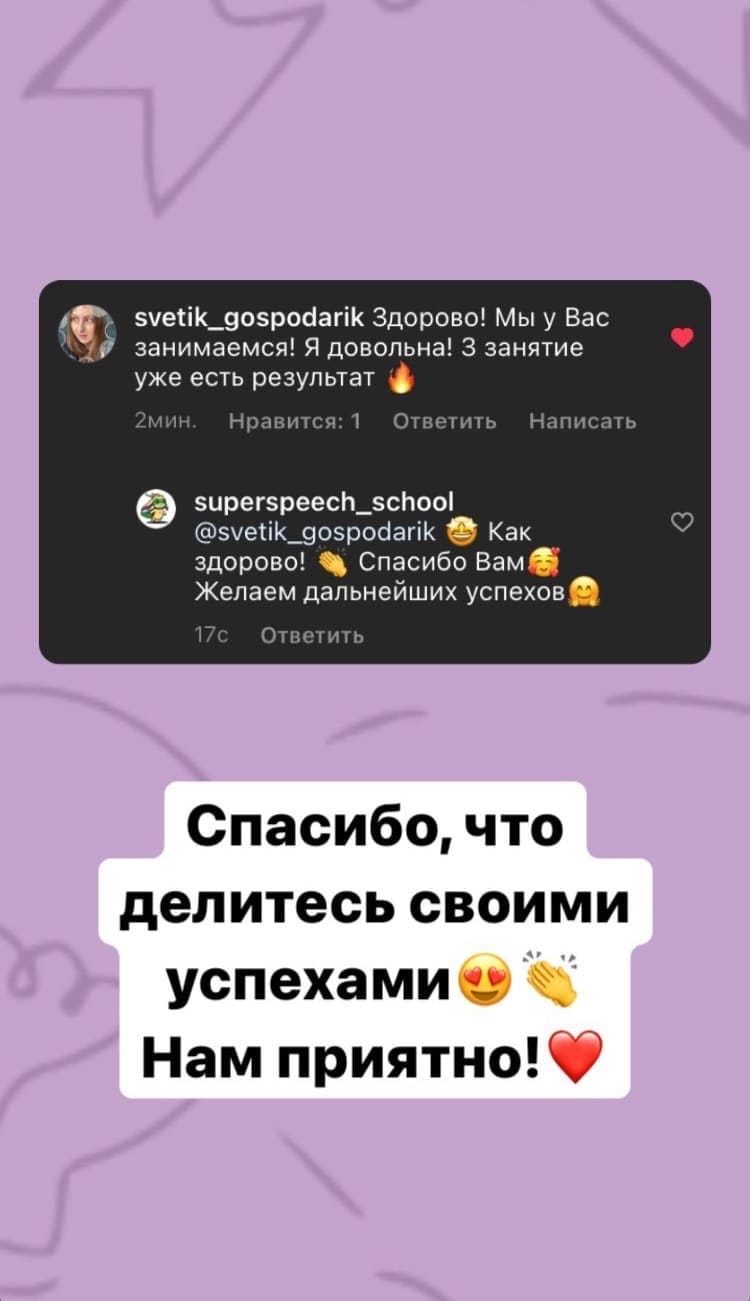 svetik_gospodarik Здорово! Мы у Вас
занимаемся! Я довольна! 3 занятие
уже есть результат 🔥
2мин. Нравится: 1 Ответить Написать
superspeech_school
@svetik_gospodarik 🤩 Как
здорово! 👏 Спасибо Вам🥰
Желаем дальнейших успехов🤗
17с Ответить
Спасибо, что
делитесь своими
успехами😍👏
Нам приятно!❤️